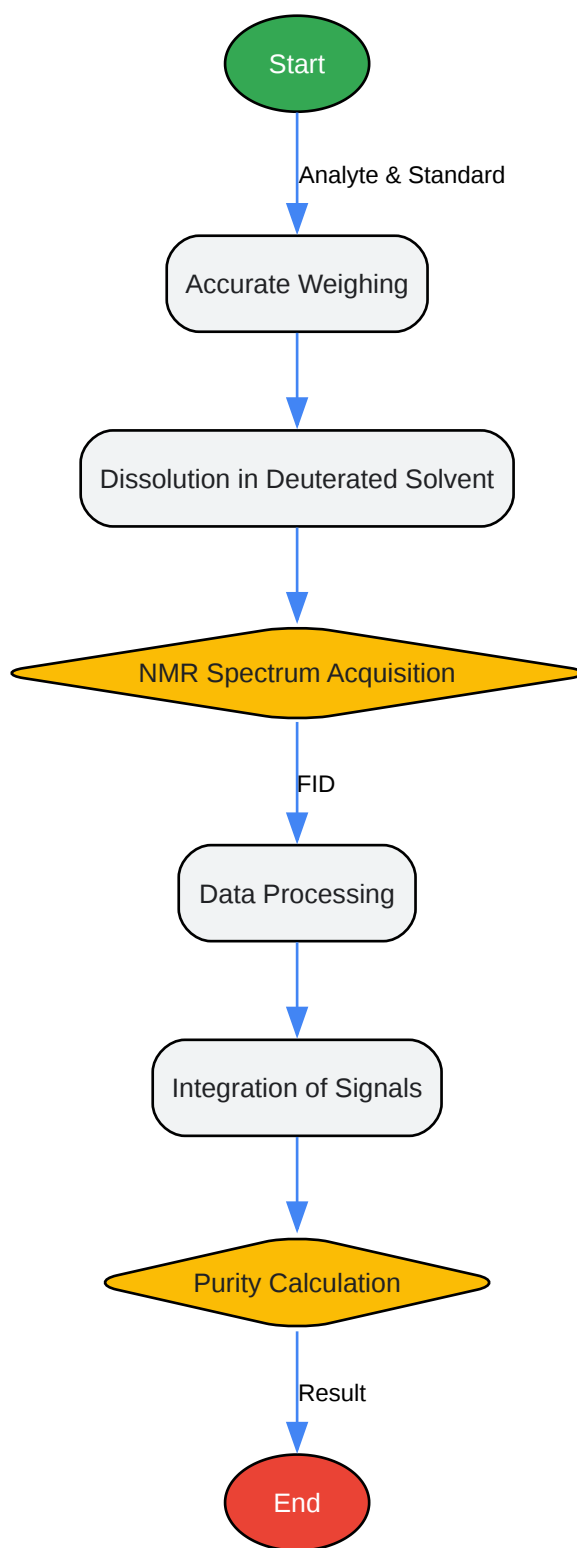 Start
Analyte & Standard
Accurate Weighing
Dissolution in Deuterated Solvent
NMR Spectrum Acquisition
FID
Data Processing
Integration of Signals
Purity Calculation
Result
End